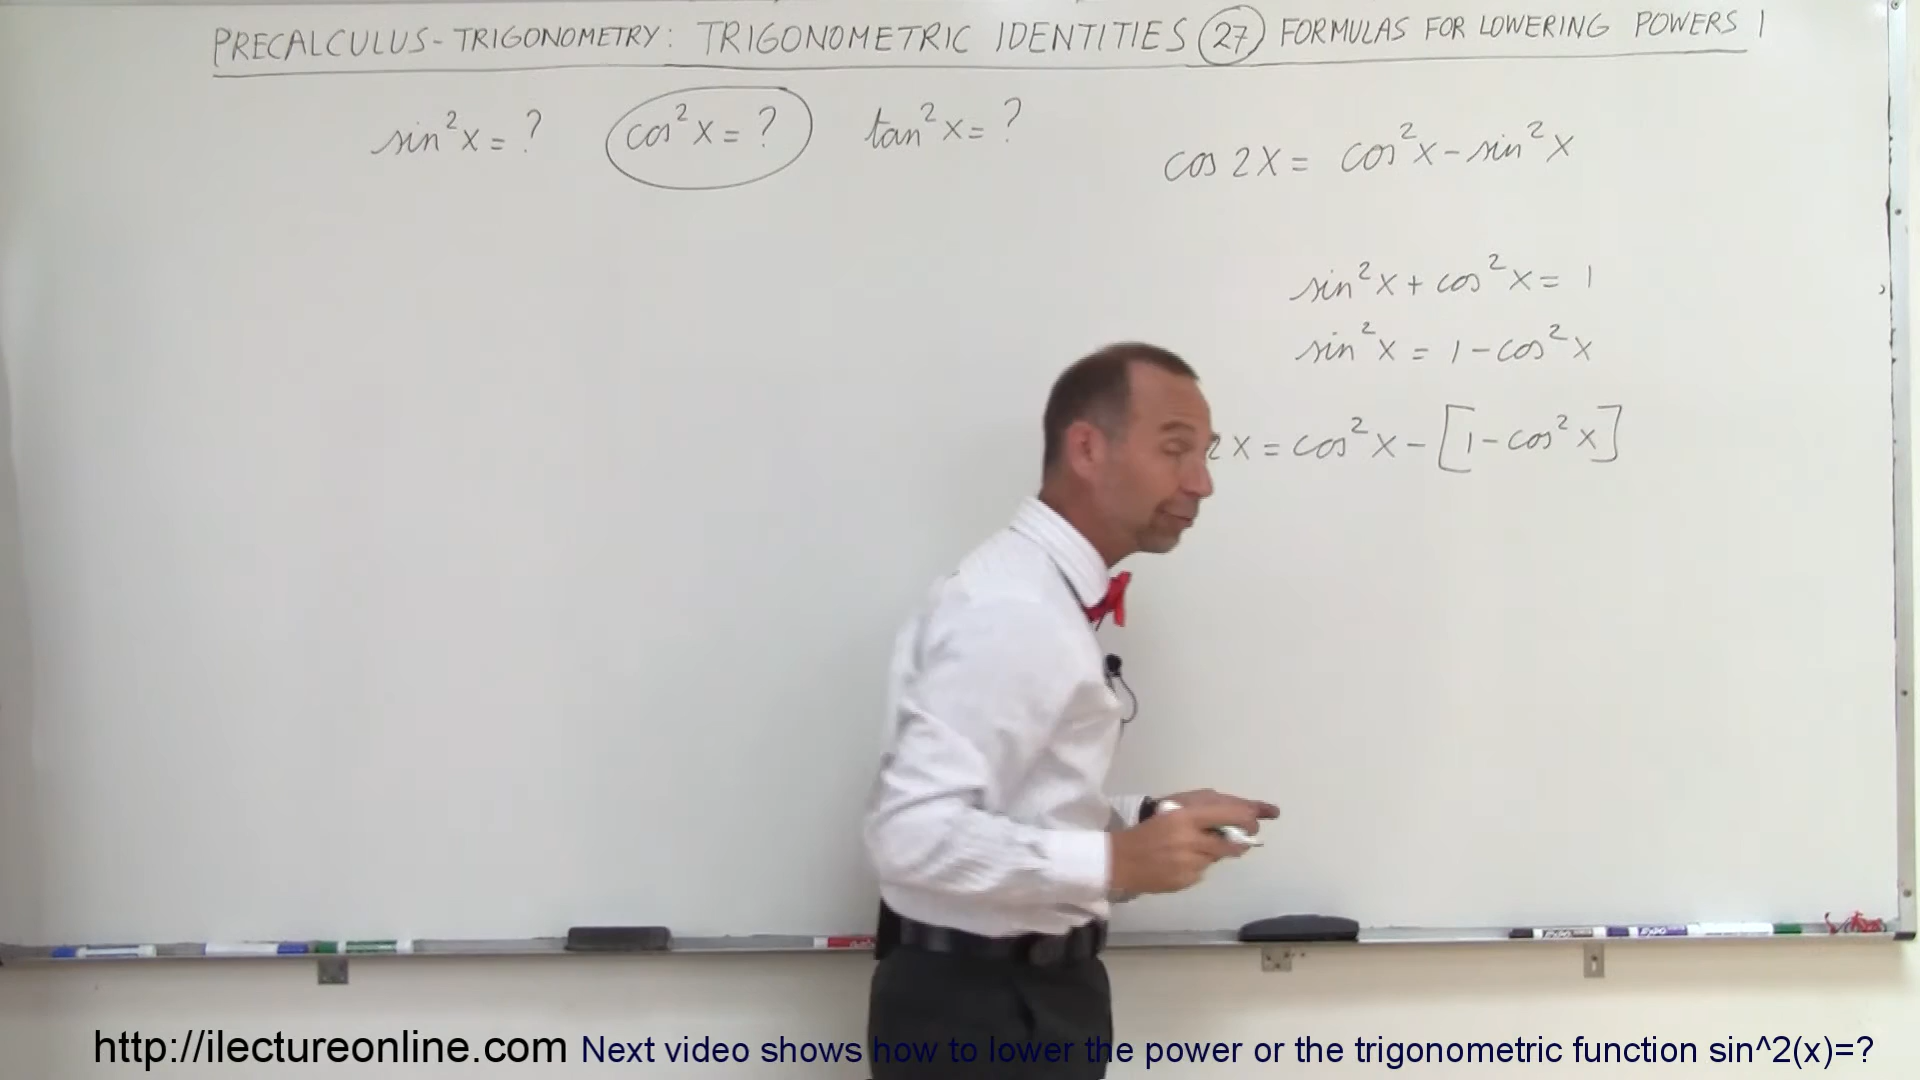 PRECALCULUS - TRIGONOMETRY: TRIGONOMETRIC IDENTITIES 27 FORMULAS FOR LOWERING POWERS 1
sin²x = ? cos²x = ? tan²x = ?
cos 2x = cos²x - sin²x
sin²x + cos²x = 1
sin²x = 1 - cos²x
2x = cos²x - [1 - cos²x]
http://ilectureonline.com Next video shows how to lower the power or the trigonometric function sin^2(x)=?